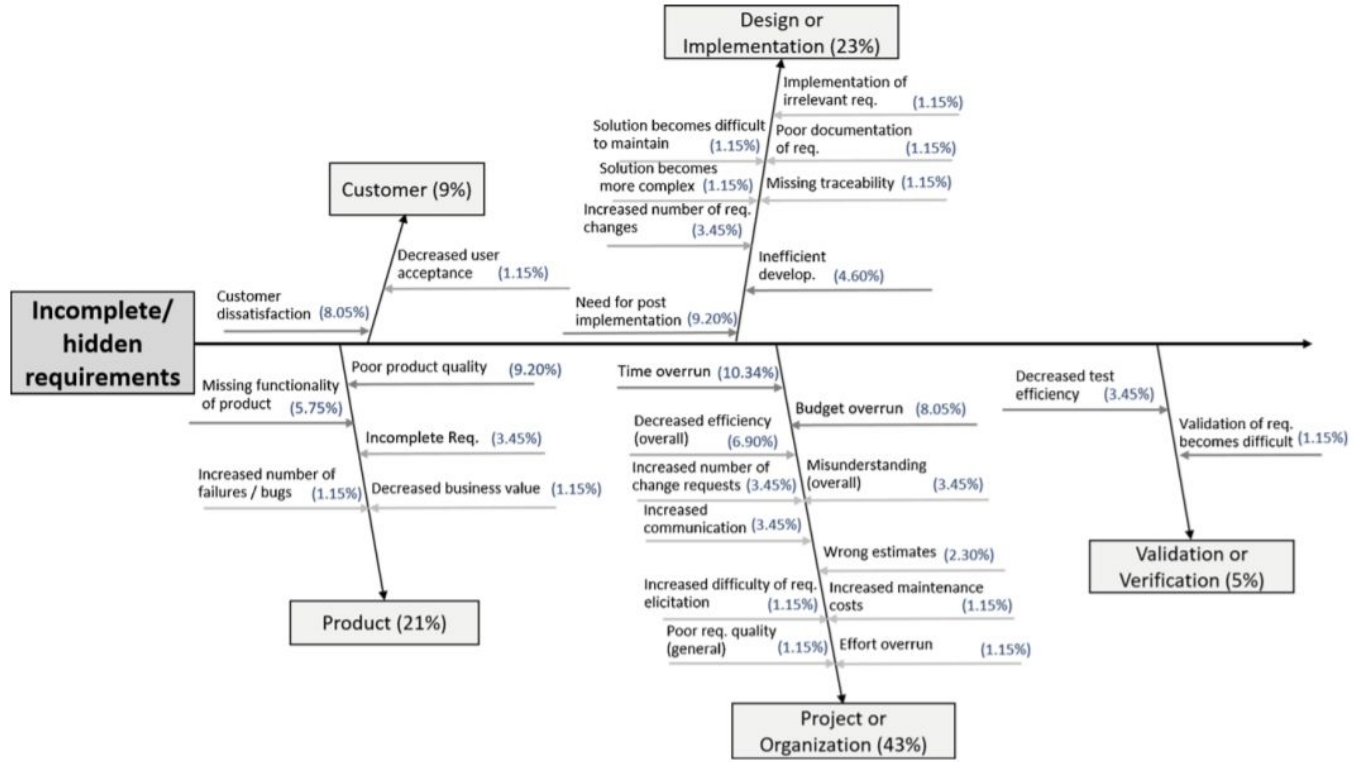 Design or
Implementation (23%)
Implementation of
irrelevant req. (1.15%)
Solution becomes difficult
to maintain (1.15%)
Poor documentation
of req. (1.15%)
Solution becomes
more complex (1.15%)
Missing traceability (1.15%)
Increased number of req.
changes (3.45%)
Inefficient
develop. (4.60%)
Need for post
implementation (9.20%)
Customer (9%)
Decreased user
acceptance (1.15%)
Customer
dissatisfaction (8.05%)
Incomplete/
hidden
requirements
Poor product quality (9.20%)
Missing functionality
of product (5.75%)
Incomplete Req. (3.45%)
Increased number of
failures / bugs (1.15%)
Decreased business value (1.15%)
Product (21%)
Time overrun (10.34%)
Budget overrun (8.05%)
Decreased efficiency
(overall) (6.90%)
Increased number of
change requests (3.45%)
Misunderstanding
(overall) (3.45%)
Increased
communication (3.45%)
Wrong estimates (2.30%)
Increased difficulty of req.
elicitation (1.15%)
Increased maintenance
costs (1.15%)
Poor req. quality
(general) (1.15%)
Effort overrun (1.15%)
Project or
Organization (43%)
Decreased test
efficiency (3.45%)
Validation of req.
becomes difficult (1.15%)
Validation or
Verification (5%)